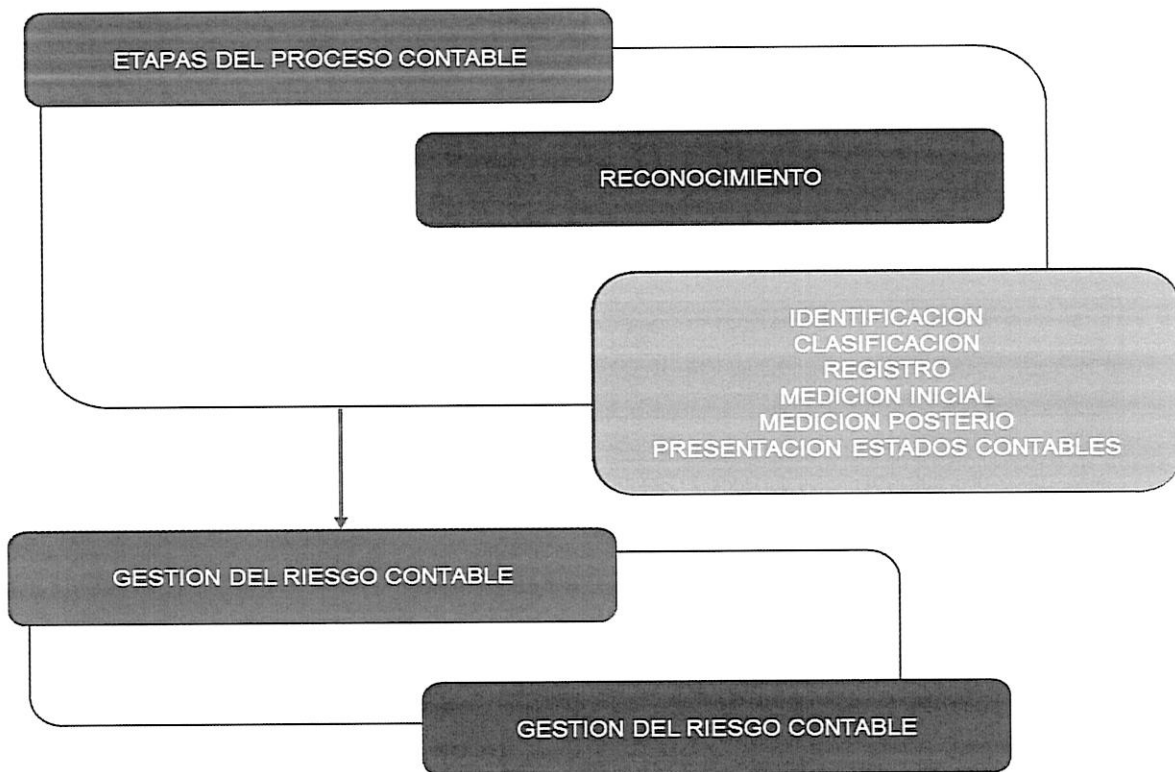 ETAPAS DEL PROCESO CONTABLE
RECONOCIMIENTO
IDENTIFICACION
CLASIFICACION
REGISTRO
MEDICION INICIAL
MEDICION POSTERIO
PRESENTACION ESTADOS CONTABLES
GESTION DEL RIESGO CONTABLE
GESTION DEL RIESGO CONTABLE